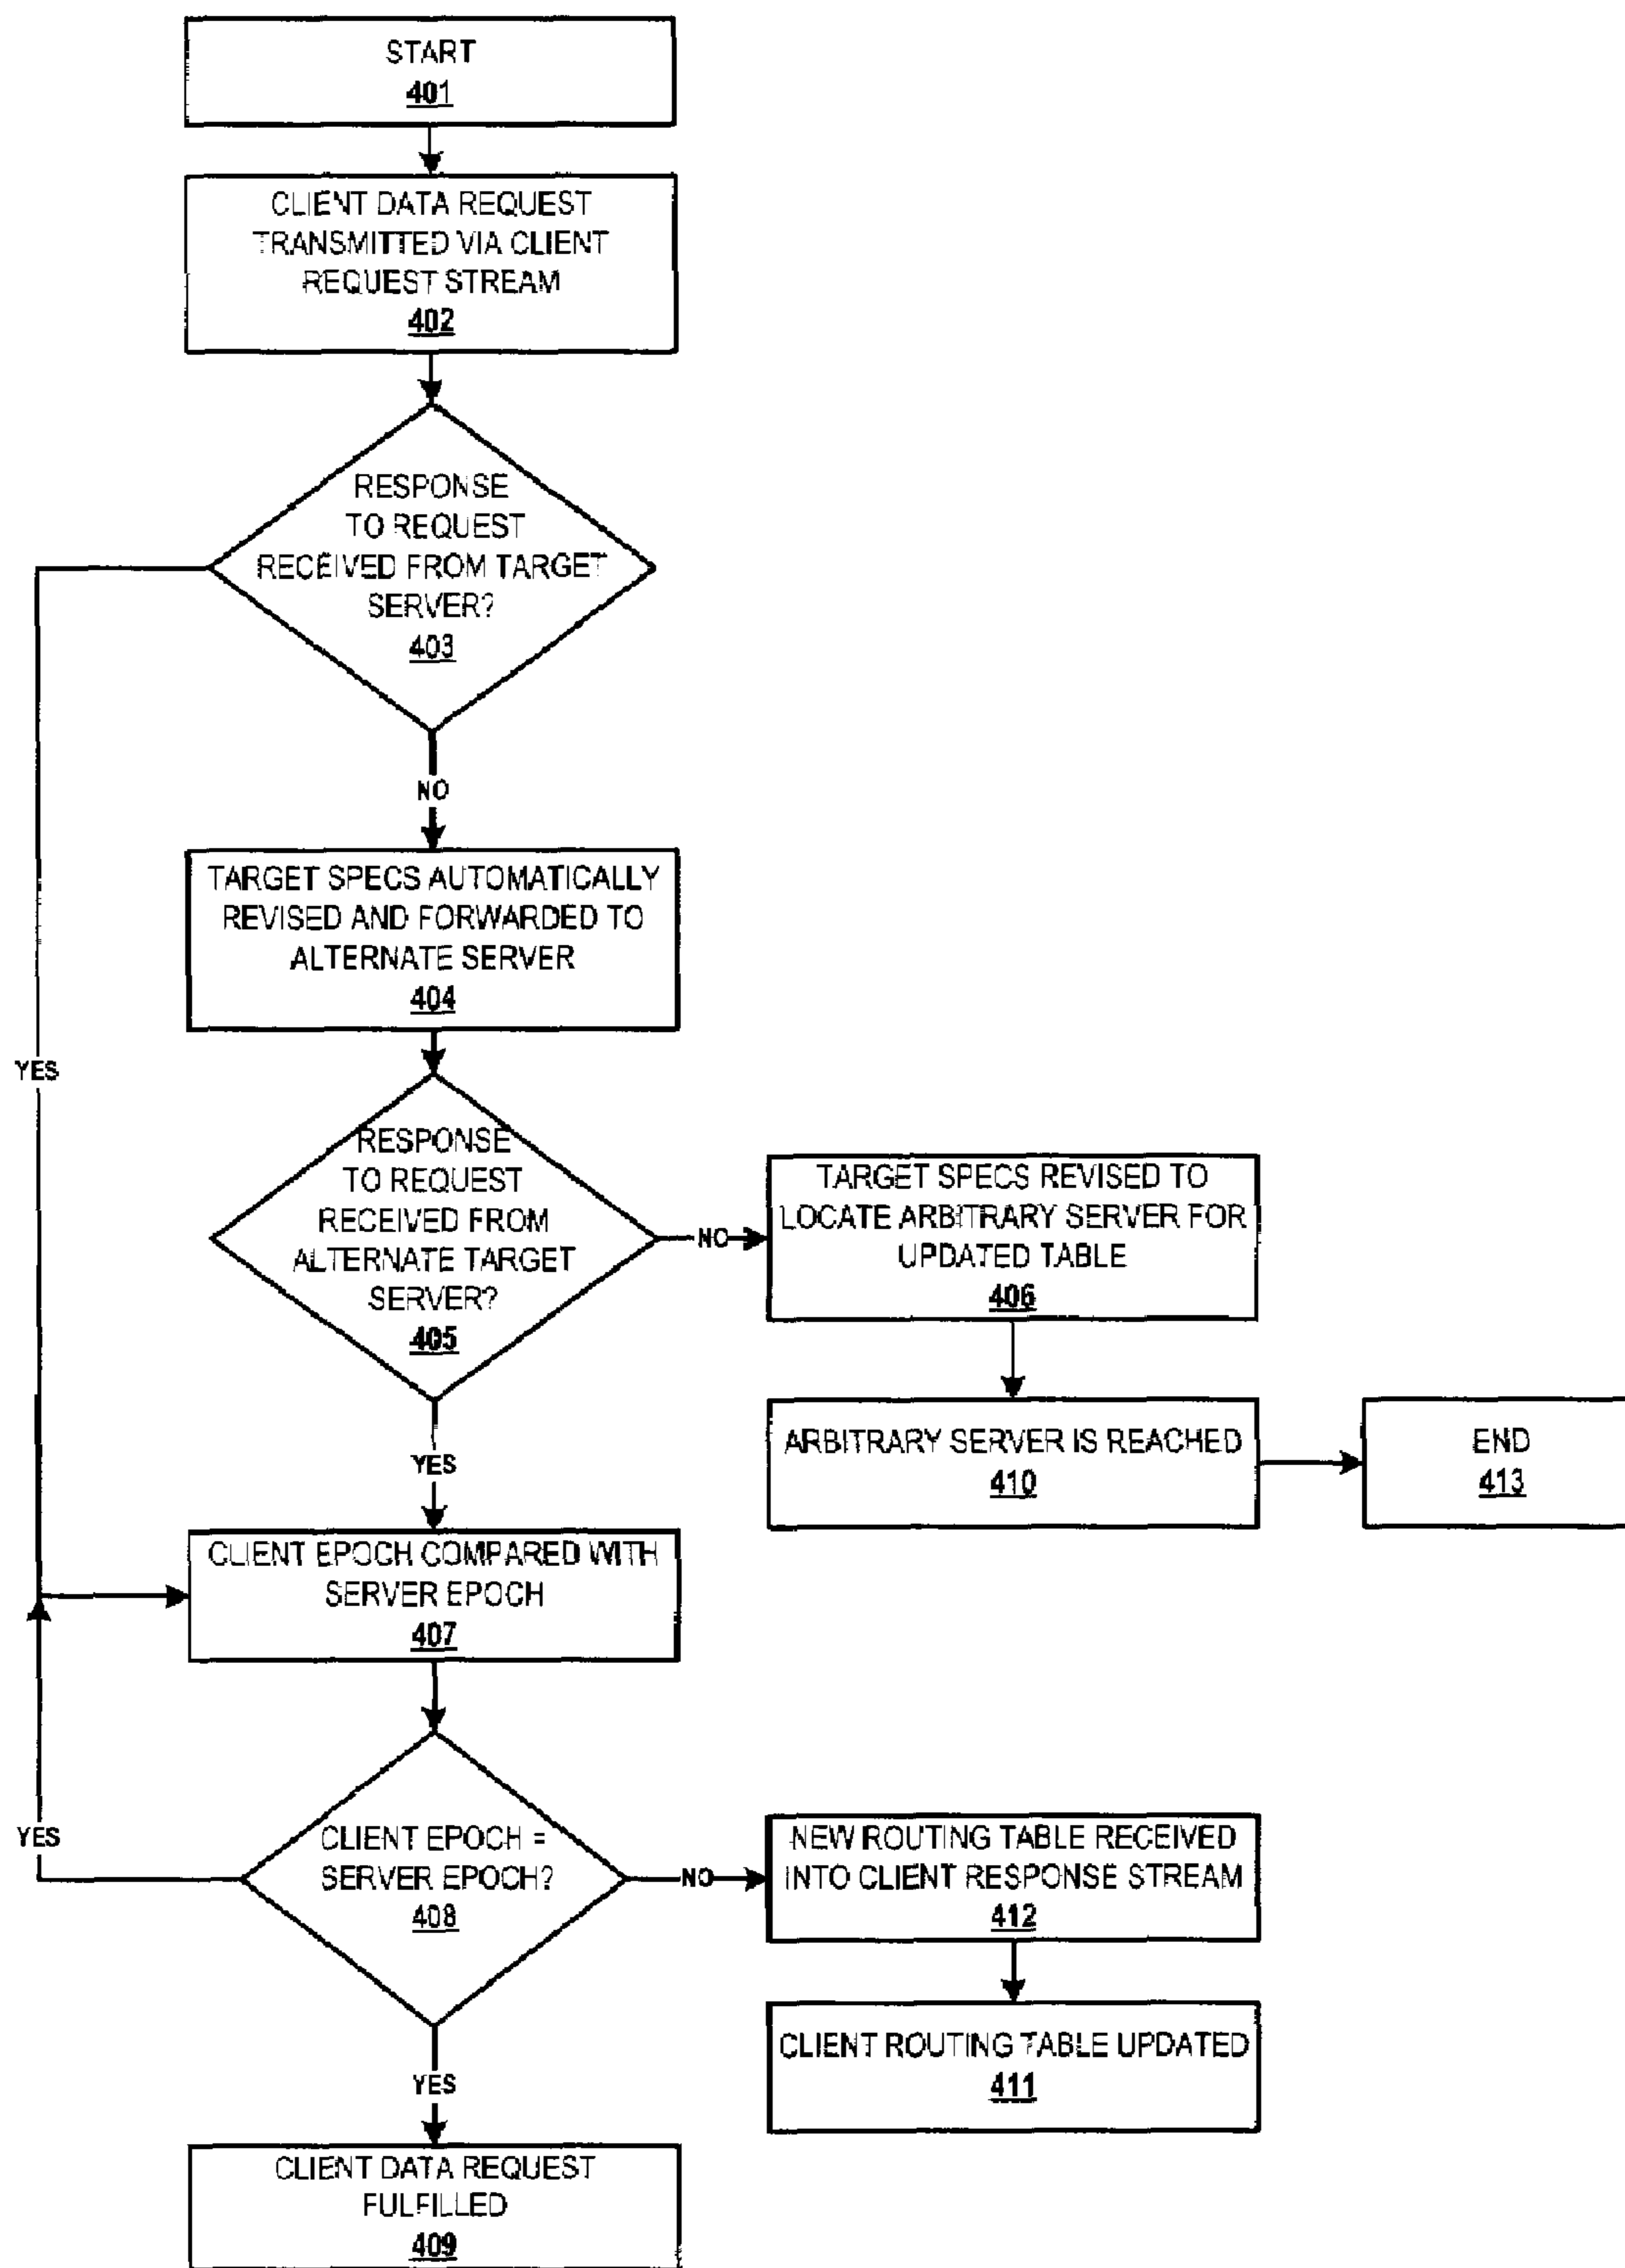 START
401
CLIENT DATA REQUEST
TRANSMITTED VIA CLIENT
REQUEST STREAM
402
RESPONSE
TO REQUEST
RECEIVED FROM TARGET
SERVER?
403
NO
TARGET SPECS AUTOMATICALLY
REVISED AND FORWARDED TO
ALTERNATE SERVER
404
YES
RESPONSE
TO REQUEST
RECEIVED FROM
ALTERNATE TARGET
SERVER?
405
NO
TARGET SPECS REVISED TO
LOCATE ARBITRARY SERVER FOR
UPDATED TABLE
406
ARBITRARY SERVER IS REACHED
410
END
413
YES
CLIENT EPOCH COMPARED WITH
SERVER EPOCH
407
YES
CLIENT EPOCH =
SERVER EPOCH?
408
NO
NEW ROUTING TABLE RECEIVED
INTO CLIENT RESPONSE STREAM
412
CLIENT ROUTING TABLE UPDATED
411
YES
CLIENT DATA REQUEST
FULFILLED
409